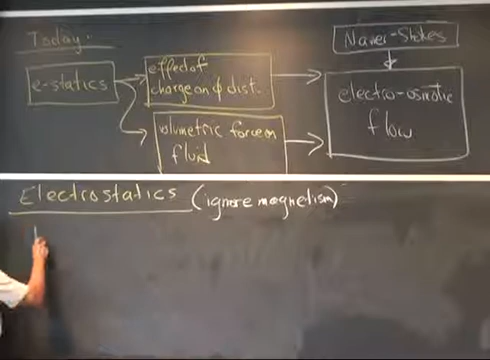 Today:
e-statics
effect of
charge on ϕ dist.
volumetric force on
fluid
Navier-Stokes
electro-osmotic
flow
Electrostatics (ignore magnetism)